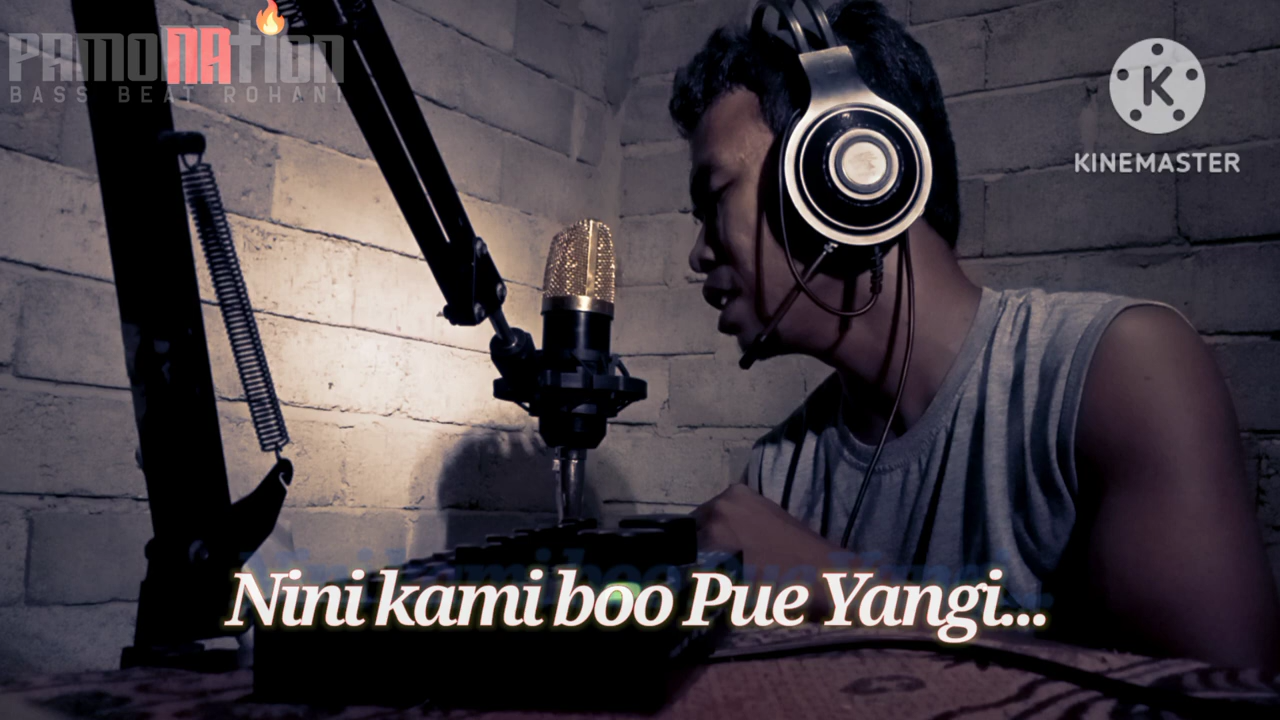 PAMONATION
BASS BEAT ROHANI
K
KINEMASTER
Nini kami boo Pue Yangi...